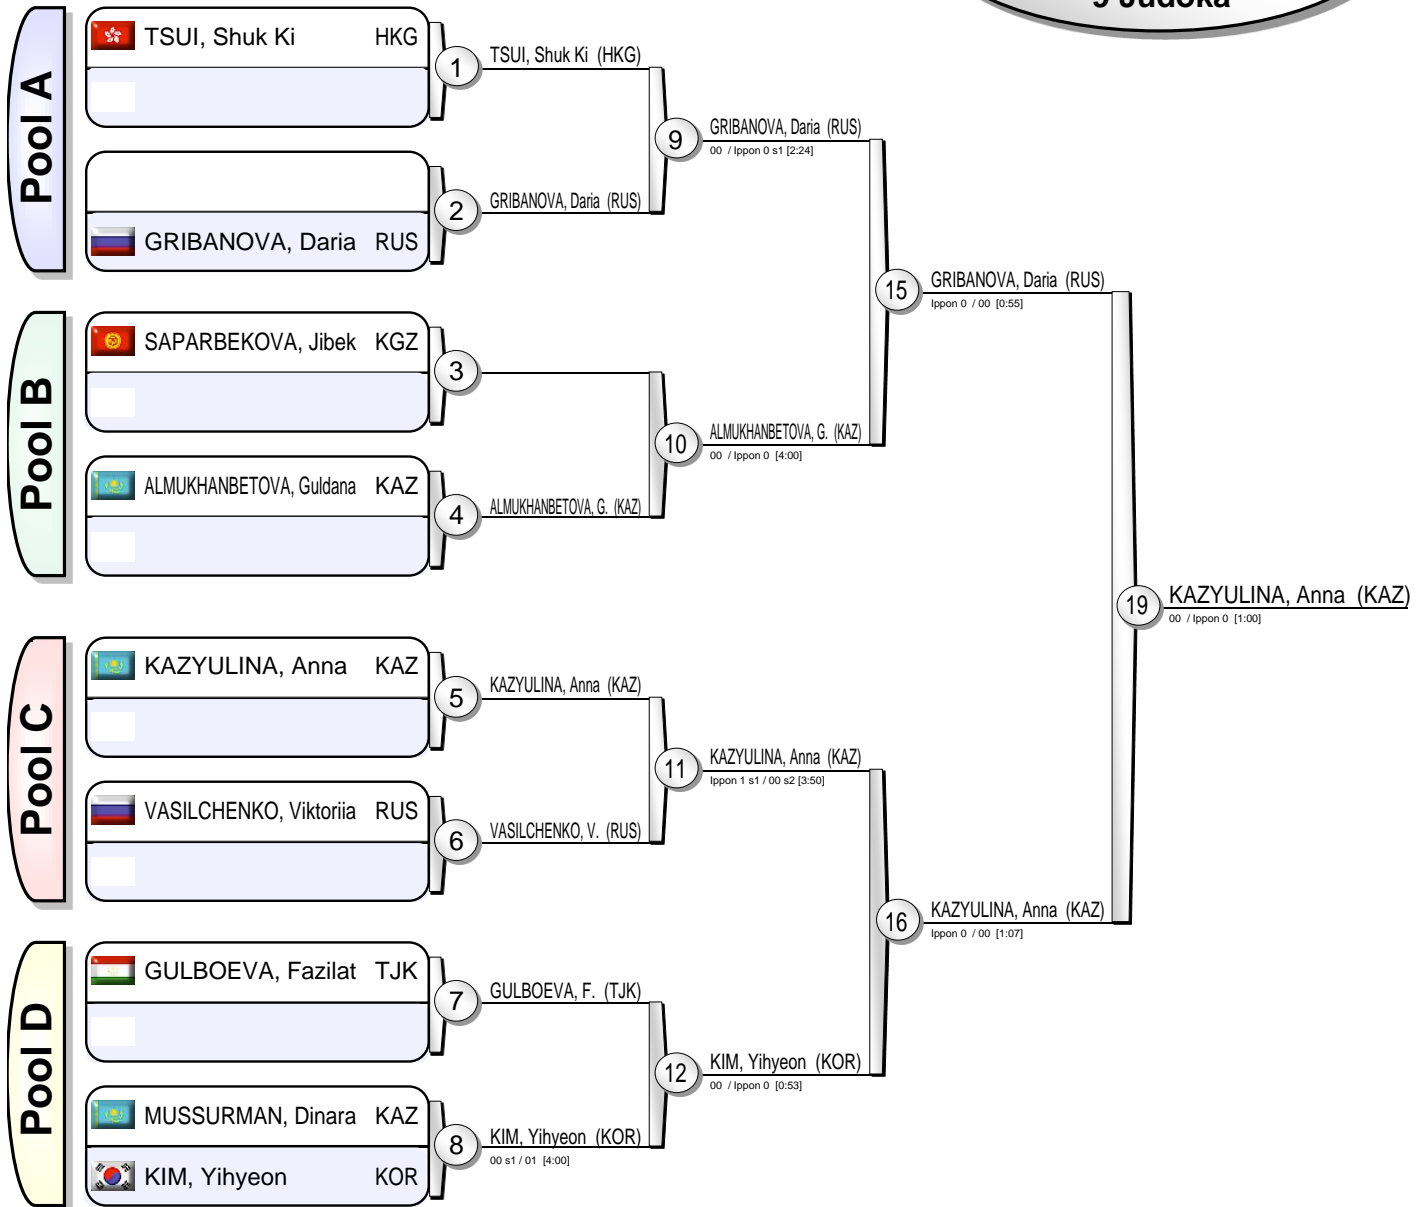 9 Judoka
Pool A
TSUI, Shuk Ki HKG
GRIBANOVA, Daria RUS
1
2
TSUI, Shuk Ki (HKG)
GRIBANOVA, Daria (RUS)
9
GRIBANOVA, Daria (RUS)
00 / Ippon 0 s1 [2:24]
Pool B
SAPARBEKOVA, Jibek KGZ
ALMUKHANBETOVA, Guldana KAZ
3
4
ALMUKHANBETOVA, G. (KAZ)
10
ALMUKHANBETOVA, G. (KAZ)
00 / Ippon 0 [4:00]
15
GRIBANOVA, Daria (RUS)
Ippon 0 / 00 [0:55]
Pool C
KAZYULINA, Anna KAZ
VASILCHENKO, Viktoriia RUS
5
6
KAZYULINA, Anna (KAZ)
VASILCHENKO, V. (RUS)
11
KAZYULINA, Anna (KAZ)
Ippon 1 s1 / 00 s2 [3:50]
Pool D
GULBOEVA, Fazilat TJK
MUSSURMAN, Dinara KAZ
KIM, Yihyeon KOR
7
8
GULBOEVA, F. (TJK)
KIM, Yihyeon (KOR)
00 s1 / 01 [4:00]
12
KIM, Yihyeon (KOR)
00 / Ippon 0 [0:53]
16
KAZYULINA, Anna (KAZ)
Ippon 0 / 00 [1:07]
19
KAZYULINA, Anna (KAZ)
00 / Ippon 0 [1:00]